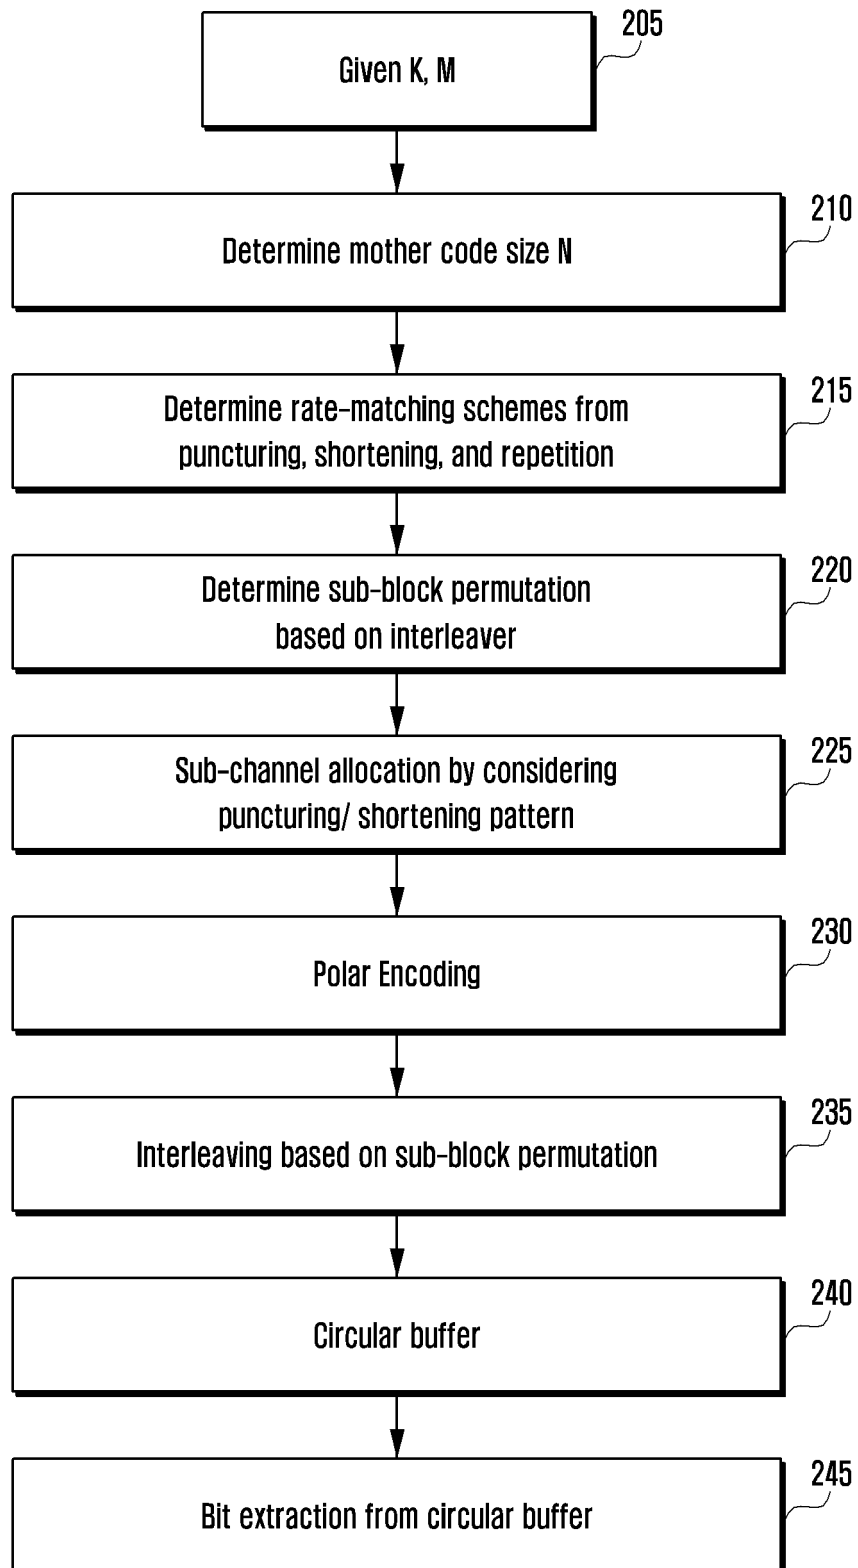 205
Given K, M
210
Determine mother code size N
215
Determine rate-matching schemes from
puncturing, shortening, and repetition
220
Determine sub-block permutation
based on interleaver
225
Sub-channel allocation by considering
puncturing/ shortening pattern
230
Polar Encoding
235
Interleaving based on sub-block permutation
240
Circular buffer
245
Bit extraction from circular buffer